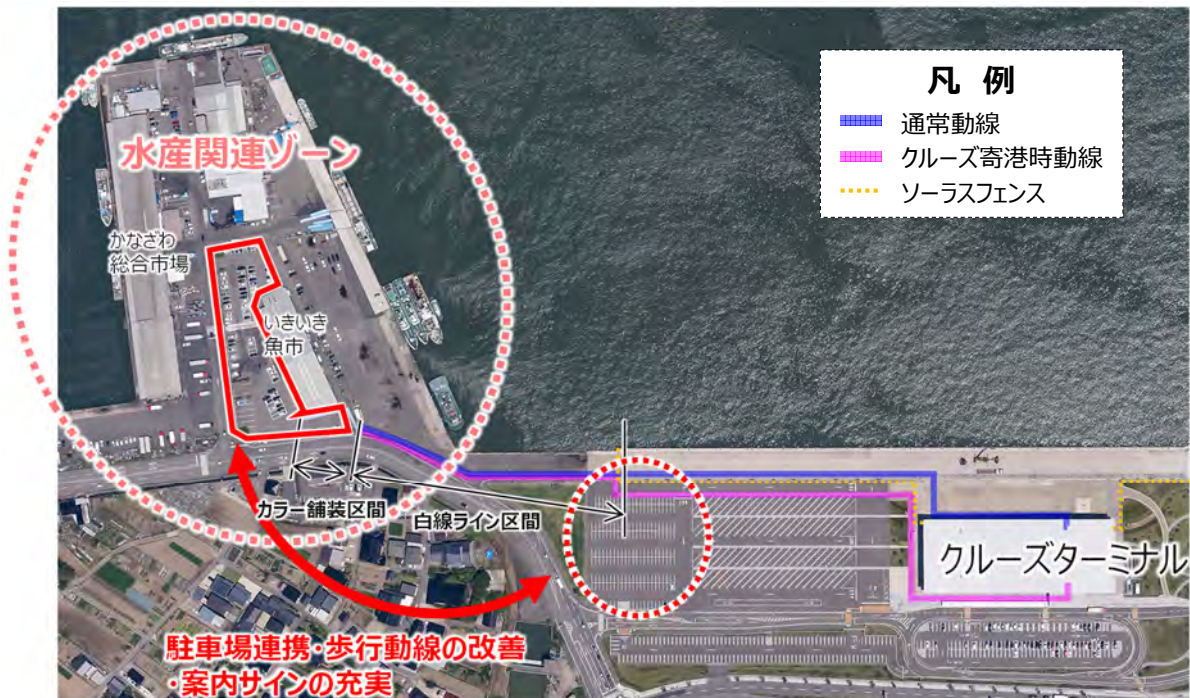 凡 例
通常動線
クルーズ寄港時動線
ソーラスフェンス
水産関連ゾーン
かなざわ
総合市場
いきいき
魚市
カラー舗装区間
白線ライン区間
クルーズターミナル
駐車場連携・歩行動線の改善
・案内サインの充実